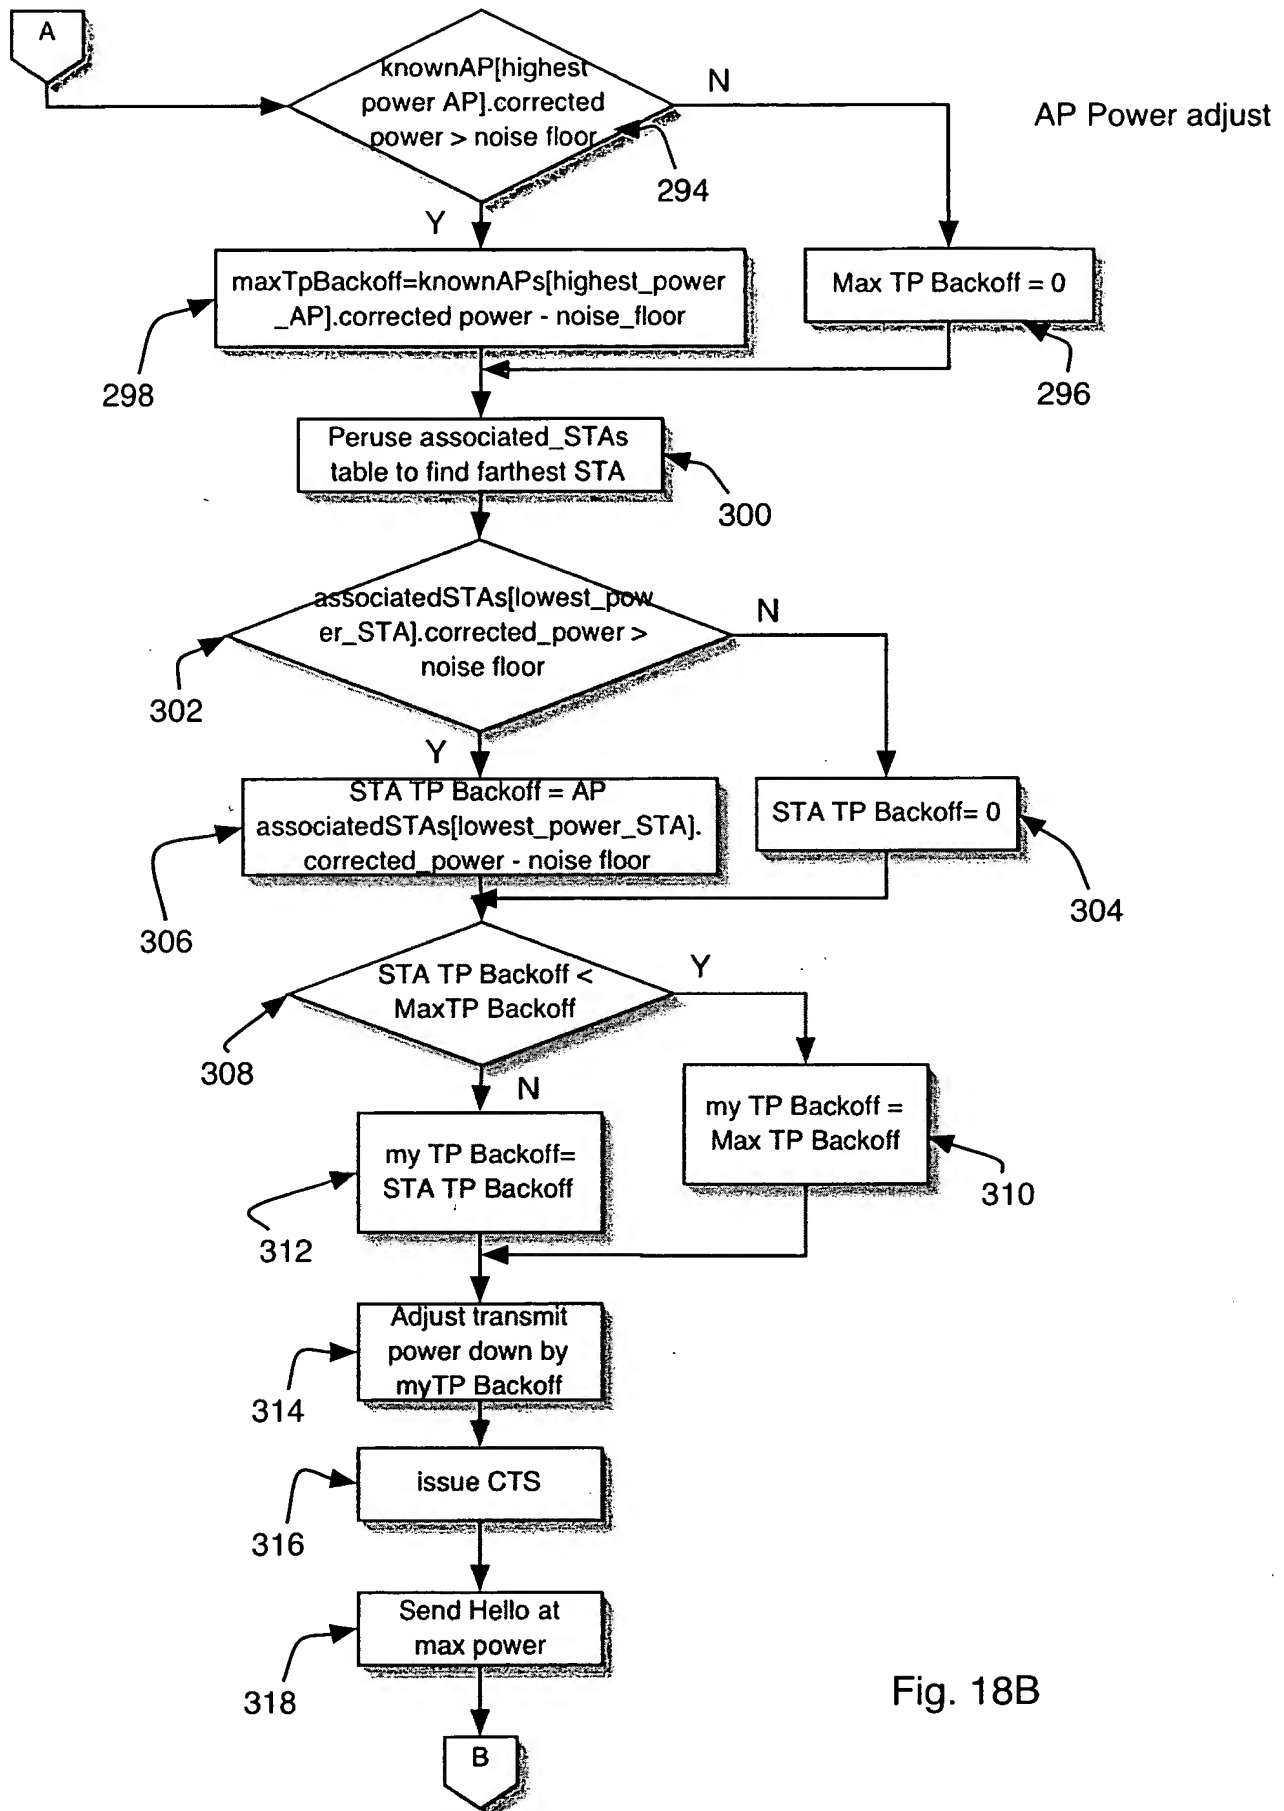 A
knownAP[highest
power AP].corrected
power > noise floor
N
AP Power adjust
294
Y
maxTpBackoff=knownAPs[highest_power
_AP].corrected power - noise_floor
Max TP Backoff = 0
298
296
Peruse associated_STAs
table to find farthest STA
300
associatedSTAs[lowest_pow
er_STA].corrected_power >
noise floor
N
302
Y
STA TP Backoff = AP
associatedSTAs[lowest_power_STA].
corrected_power - noise floor
STA TP Backoff= 0
306
304
STA TP Backoff <
MaxTP Backoff
Y
308
N
my TP Backoff =
Max TP Backoff
my TP Backoff=
STA TP Backoff
310
312
Adjust transmit
power down by
myTP Backoff
314
issue CTS
316
Send Hello at
max power
318
Fig. 18B
B